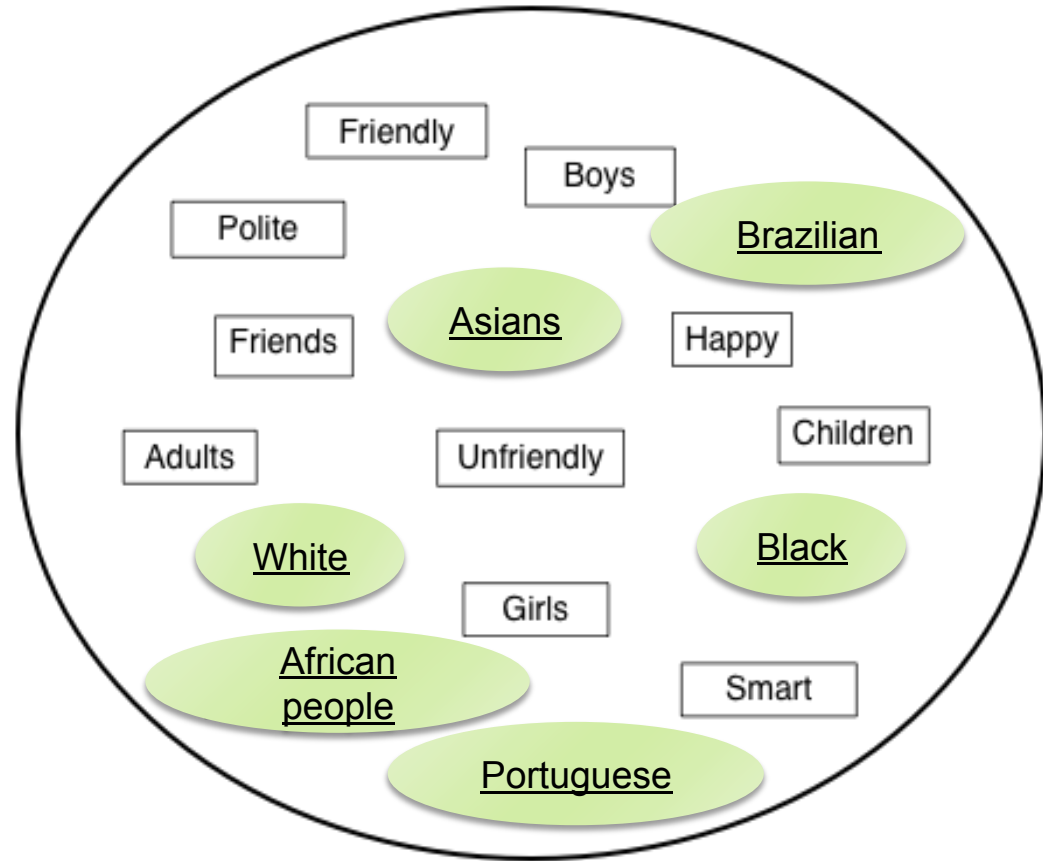 Friendly
Boys
Polite
Brazilian
Asians
Friends
Happy
Children
Adults
Unfriendly
White
Black
Girls
African
people
Smart
Portuguese